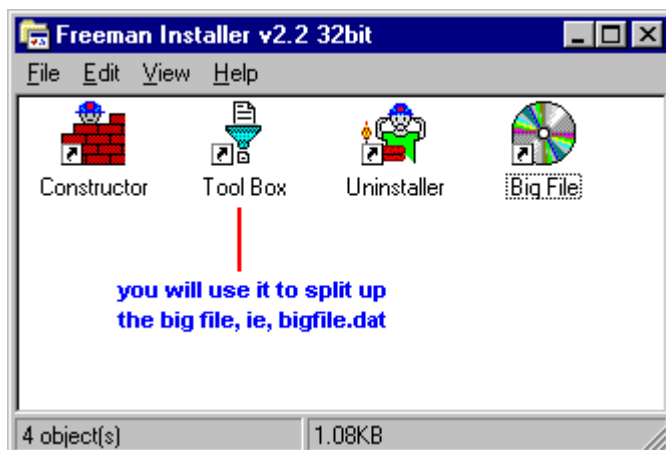 Freeman Installer v2.2 32bit
File Edit View Help
Constructor Tool Box Uninstaller Big File
you will use it to split up
the big file, ie, bigfile.dat
4 object(s) 1.08KB